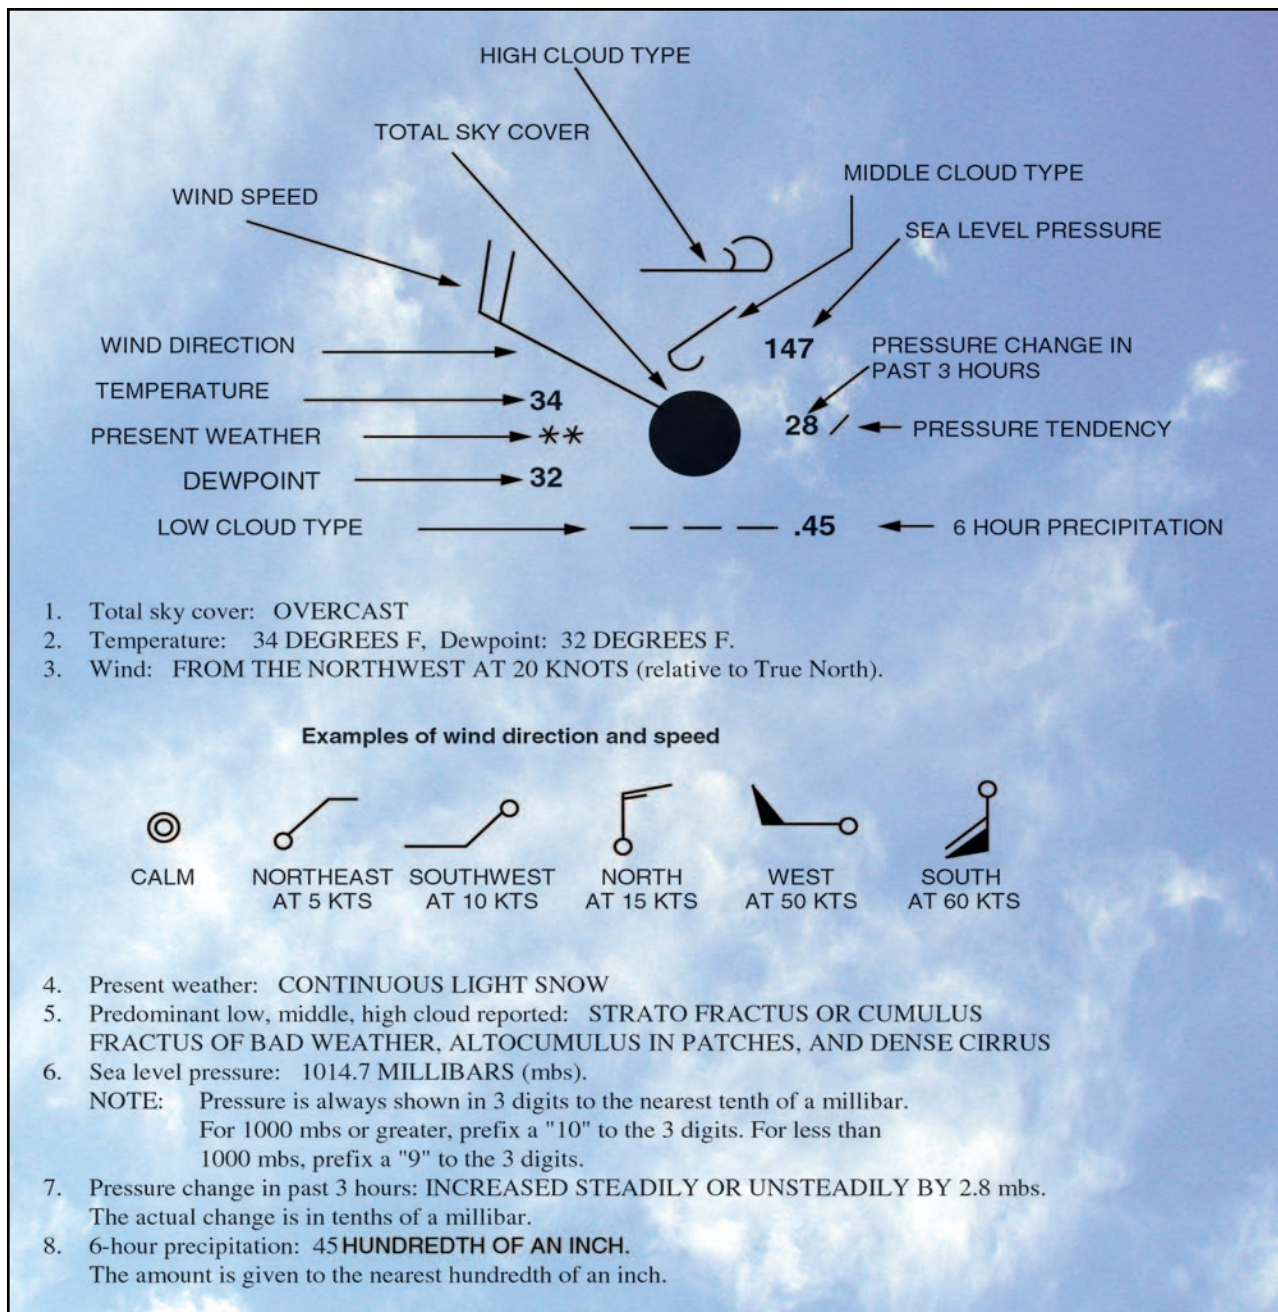 HIGH CLOUD TYPE
TOTAL SKY COVER
MIDDLE CLOUD TYPE
WIND SPEED
SEA LEVEL PRESSURE
WIND DIRECTION
147
PRESSURE CHANGE IN
PAST 3 HOURS
TEMPERATURE
34
PRESENT WEATHER
**
28
PRESSURE TENDENCY
DEWPOINT
32
LOW CLOUD TYPE
.45
6 HOUR PRECIPITATION
1. Total sky cover: OVERCAST
2. Temperature: 34 DEGREES F, Dewpoint: 32 DEGREES F.
3. Wind: FROM THE NORTHWEST AT 20 KNOTS (relative to True North).
Examples of wind direction and speed
CALM
NORTHEAST
AT 5 KTS
SOUTHWEST
AT 10 KTS
NORTH
AT 15 KTS
WEST
AT 50 KTS
SOUTH
AT 60 KTS
4. Present weather: CONTINUOUS LIGHT SNOW
5. Predominant low, middle, high cloud reported: STRATO FRACTUS OR CUMULUS
FRACTUS OF BAD WEATHER, ALTOCUMULUS IN PATCHES, AND DENSE CIRRUS
6. Sea level pressure: 1014.7 MILLIBARS (mbs).
NOTE: Pressure is always shown in 3 digits to the nearest tenth of a millibar.
For 1000 mbs or greater, prefix a "10" to the 3 digits. For less than
1000 mbs, prefix a "9" to the 3 digits.
7. Pressure change in past 3 hours: INCREASED STEADILY OR UNSTEADILY BY 2.8 mbs.
The actual change is in tenths of a millibar.
8. 6-hour precipitation: 45 HUNDREDTH OF AN INCH.
The amount is given to the nearest hundredth of an inch.